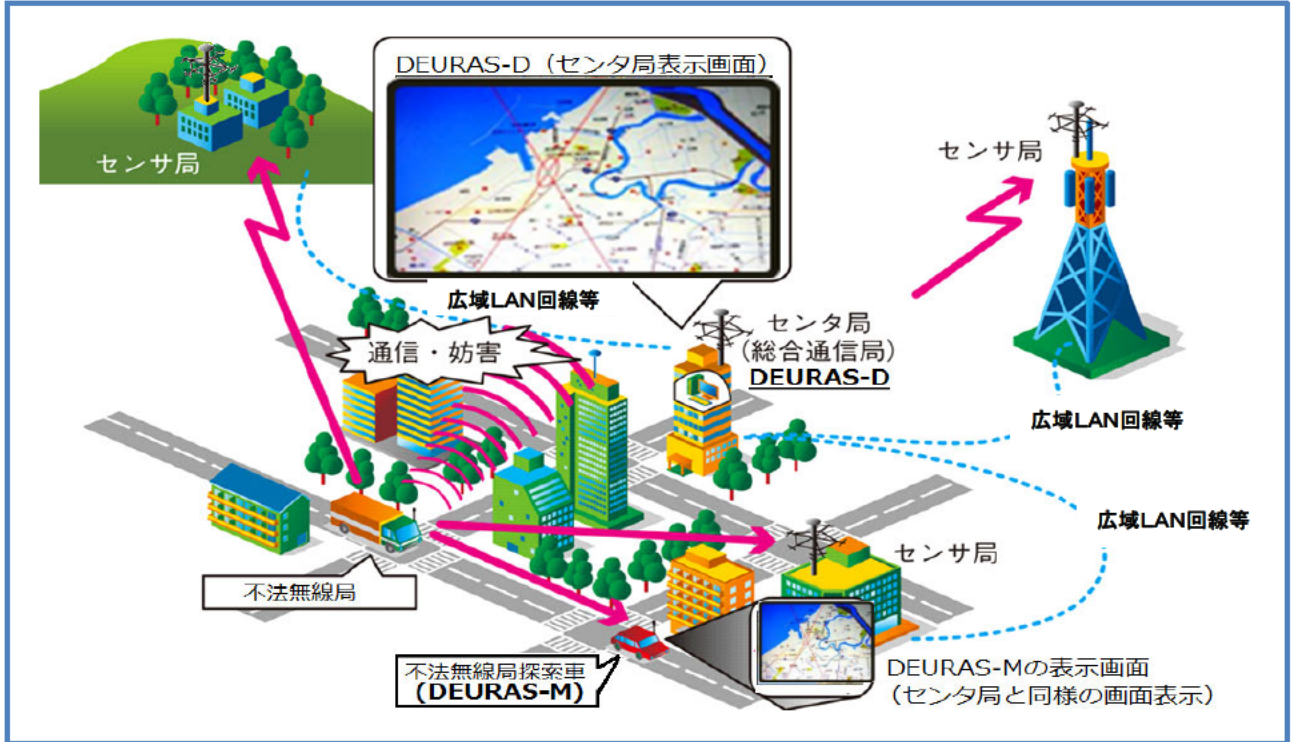 DEURAS-D（センタ局表示画面）
センサ局
センサ局
広域LAN回線等
通信・妨害
センタ局
（総合通信局）
DEURAS-D
広域LAN回線等
広域LAN回線等
センサ局
不法無線局
不法無線局探索車
(DEURAS-M)
DEURAS-Mの表示画面
（センタ局と同様の画面表示）